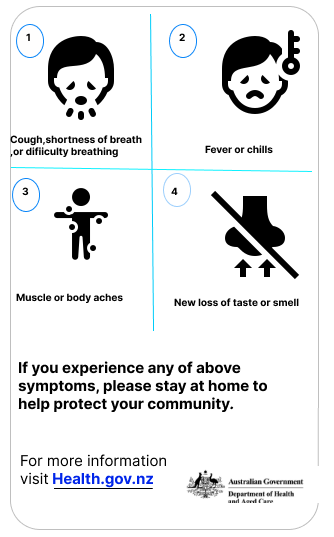 1
Cough,shortness of breath
,or difiiculty breathing
2
Fever or chills
3
Muscle or body aches
4
New loss of taste or smell
If you experience any of above
symptoms, please stay at home to
help protect your community.
For more information
visit Health.gov.nz
Australian Government
Department of Health
and Aged Care